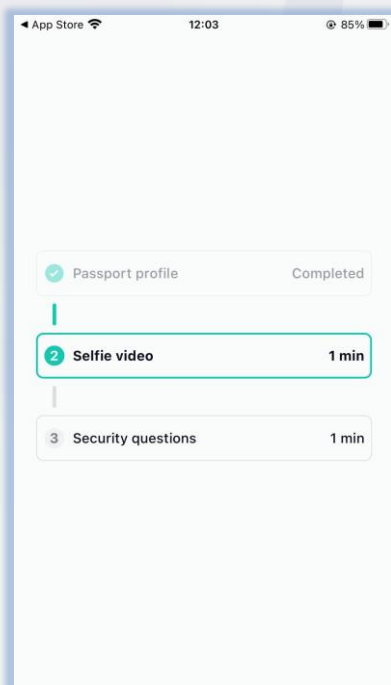 ◀ App Store 12:03 85%
Passport profile Completed
2 Selfie video 1 min
3 Security questions 1 min